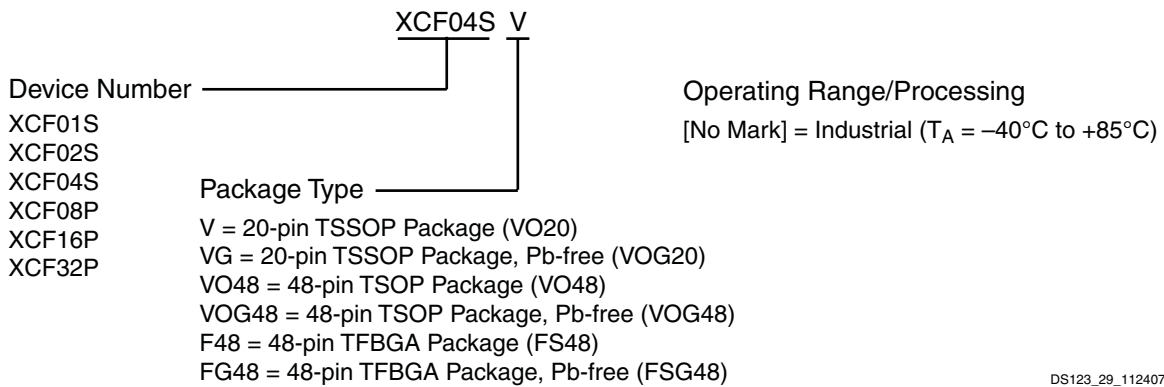 XCF04S V
Device Number
XCF01S
XCF02S
XCF04S
XCF08P
XCF16P
XCF32P
Package Type
V = 20-pin TSSOP Package (VO20)
VG = 20-pin TSSOP Package, Pb-free (VOG20)
VO48 = 48-pin TSOP Package (VO48)
VOG48 = 48-pin TSOP Package, Pb-free (VOG48)
F48 = 48-pin TFBGA Package (FS48)
FG48 = 48-pin TFBGA Package, Pb-free (FSG48)
Operating Range/Processing
[No Mark] = Industrial (TA = –40°C to +85°C)
DS123_29_112407